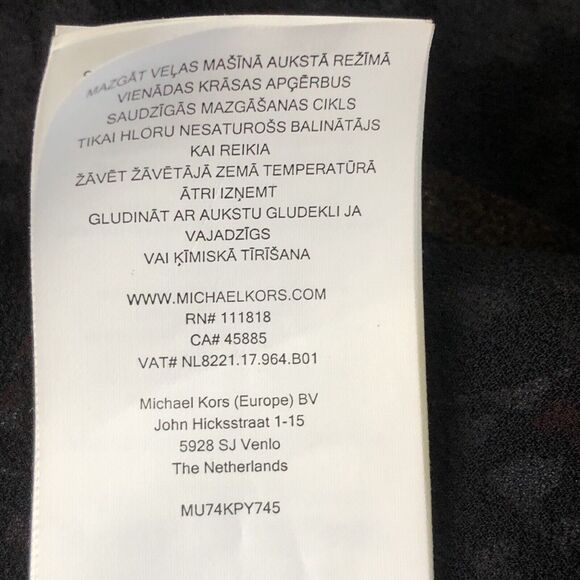 MAZGĀT VEĻAS MAŠĪNĀ AUKSTĀ REŽĪMĀ
VIENĀDAS KRĀSAS APĢĒRBUS
SAUDZĪGĀS MAZGĀŠANAS CIKLS
TIKAI HLORU NESATUROŠS BALINĀTĀJS
KAI REIKIA
ŽĀVĒT ŽĀVĒTĀJĀ ZEMĀ TEMPERATŪRĀ
ĀTRI IZŅEMT
GLUDINĀT AR AUKSTU GLUDEKLI JA
VAJADZĪGS
VAI ĶĪMISKĀ TĪRĪŠANA
WWW.MICHAELKORS.COM
RN# 111818
CA# 45885
VAT# NL8221.17.964.B01
Michael Kors (Europe) BV
John Hicksstraat 1-15
5928 SJ Venlo
The Netherlands
MU74KPY745